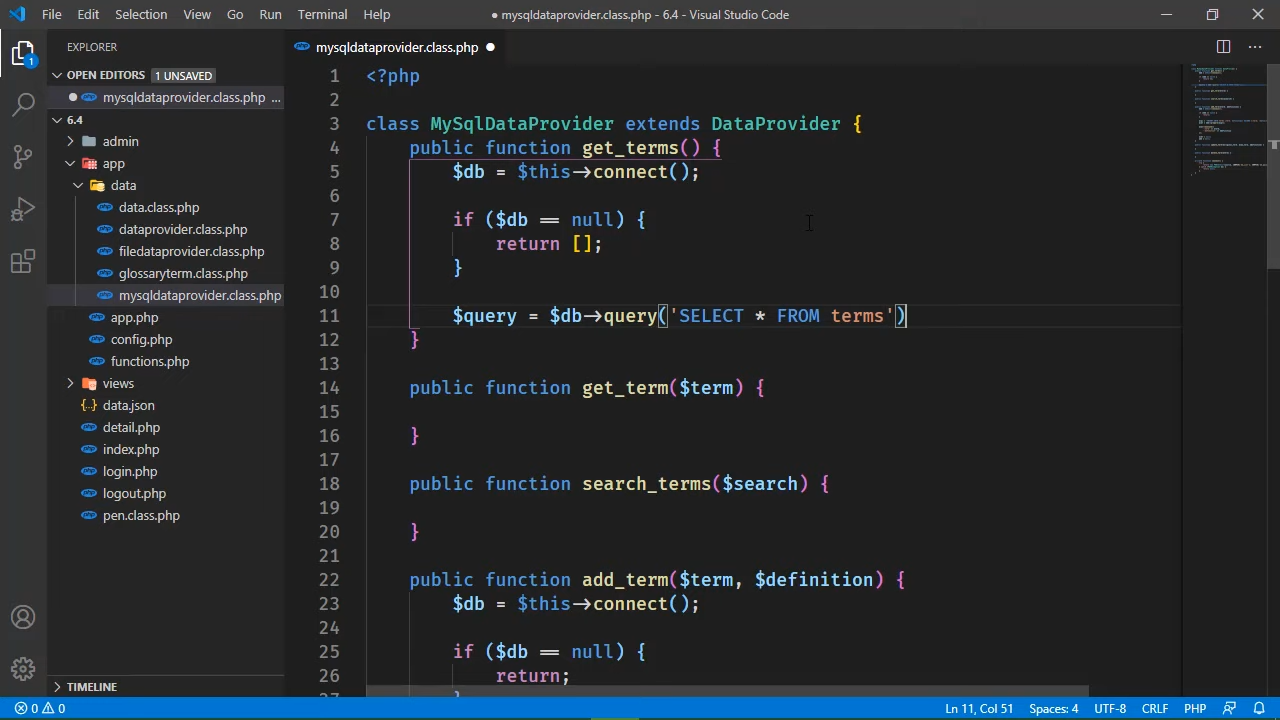 File Edit Selection View Go Run Terminal Help ● mysqldataprovider.class.php - 6.4 - Visual Studio Code
EXPLORER
OPEN EDITORS 1 UNSAVED
mysqldataprovider.class.php ...
6.4
admin
app
data
data.class.php
dataprovider.class.php
filedataprovider.class.php
glossaryterm.class.php
mysqldataprovider.class.php
app.php
config.php
functions.php
views
data.json
detail.php
index.php
login.php
logout.php
pen.class.php
TIMELINE
1
mysqldataprovider.class.php ●
1 <?php
2
3 class MySqlDataProvider extends DataProvider {
4 public function get_terms() {
5 $db = $this->connect();
6
7 if ($db == null) {
8 return [];
9 }
10
11 $query = $db->query('SELECT * FROM terms')
12 }
13
14 public function get_term($term) {
15
16 }
17
18 public function search_terms($search) {
19
20 }
21
22 public function add_term($term, $definition) {
23 $db = $this->connect();
24
25 if ($db == null) {
26 return;
27 }
0 0 Ln 11, Col 51 Spaces: 4 UTF-8 CRLF PHP